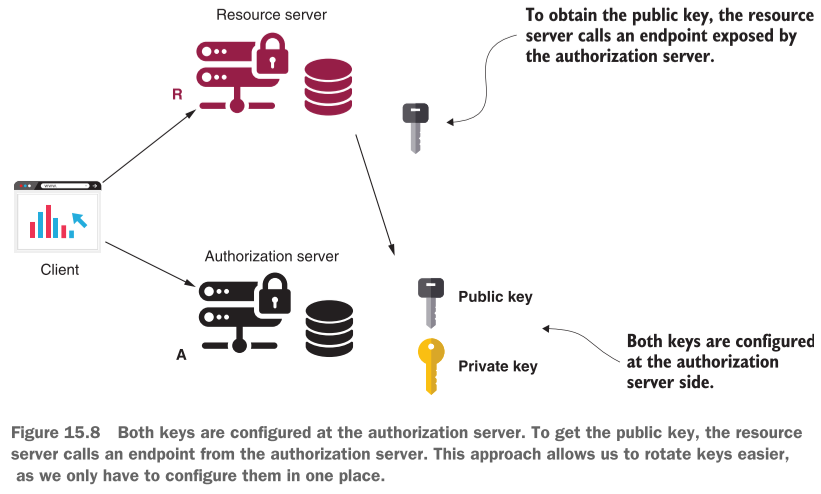 Resource server
To obtain the public key, the resource
server calls an endpoint exposed by
the authorization server.
R
www.
Client
Authorization server
A
Public key
Private key
Both keys are configured
at the authorization
server side.
Figure 15.8 Both keys are configured at the authorization server. To get the public key, the resource
server calls an endpoint from the authorization server. This approach allows us to rotate keys easier,
as we only have to configure them in one place.